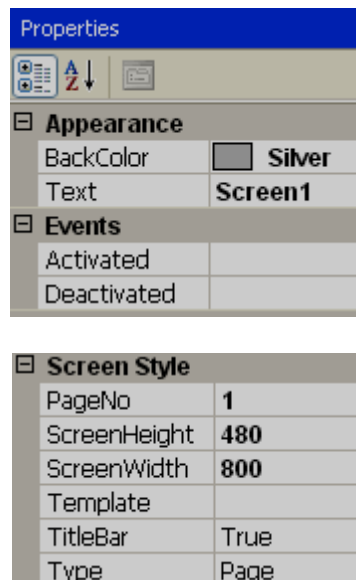 Properties
Appearance
BackColor Silver
Text Screen1
Events
Activated
Deactivated
Screen Style
PageNo 1
ScreenHeight 480
ScreenWidth 800
Template
TitleBar True
Type Page